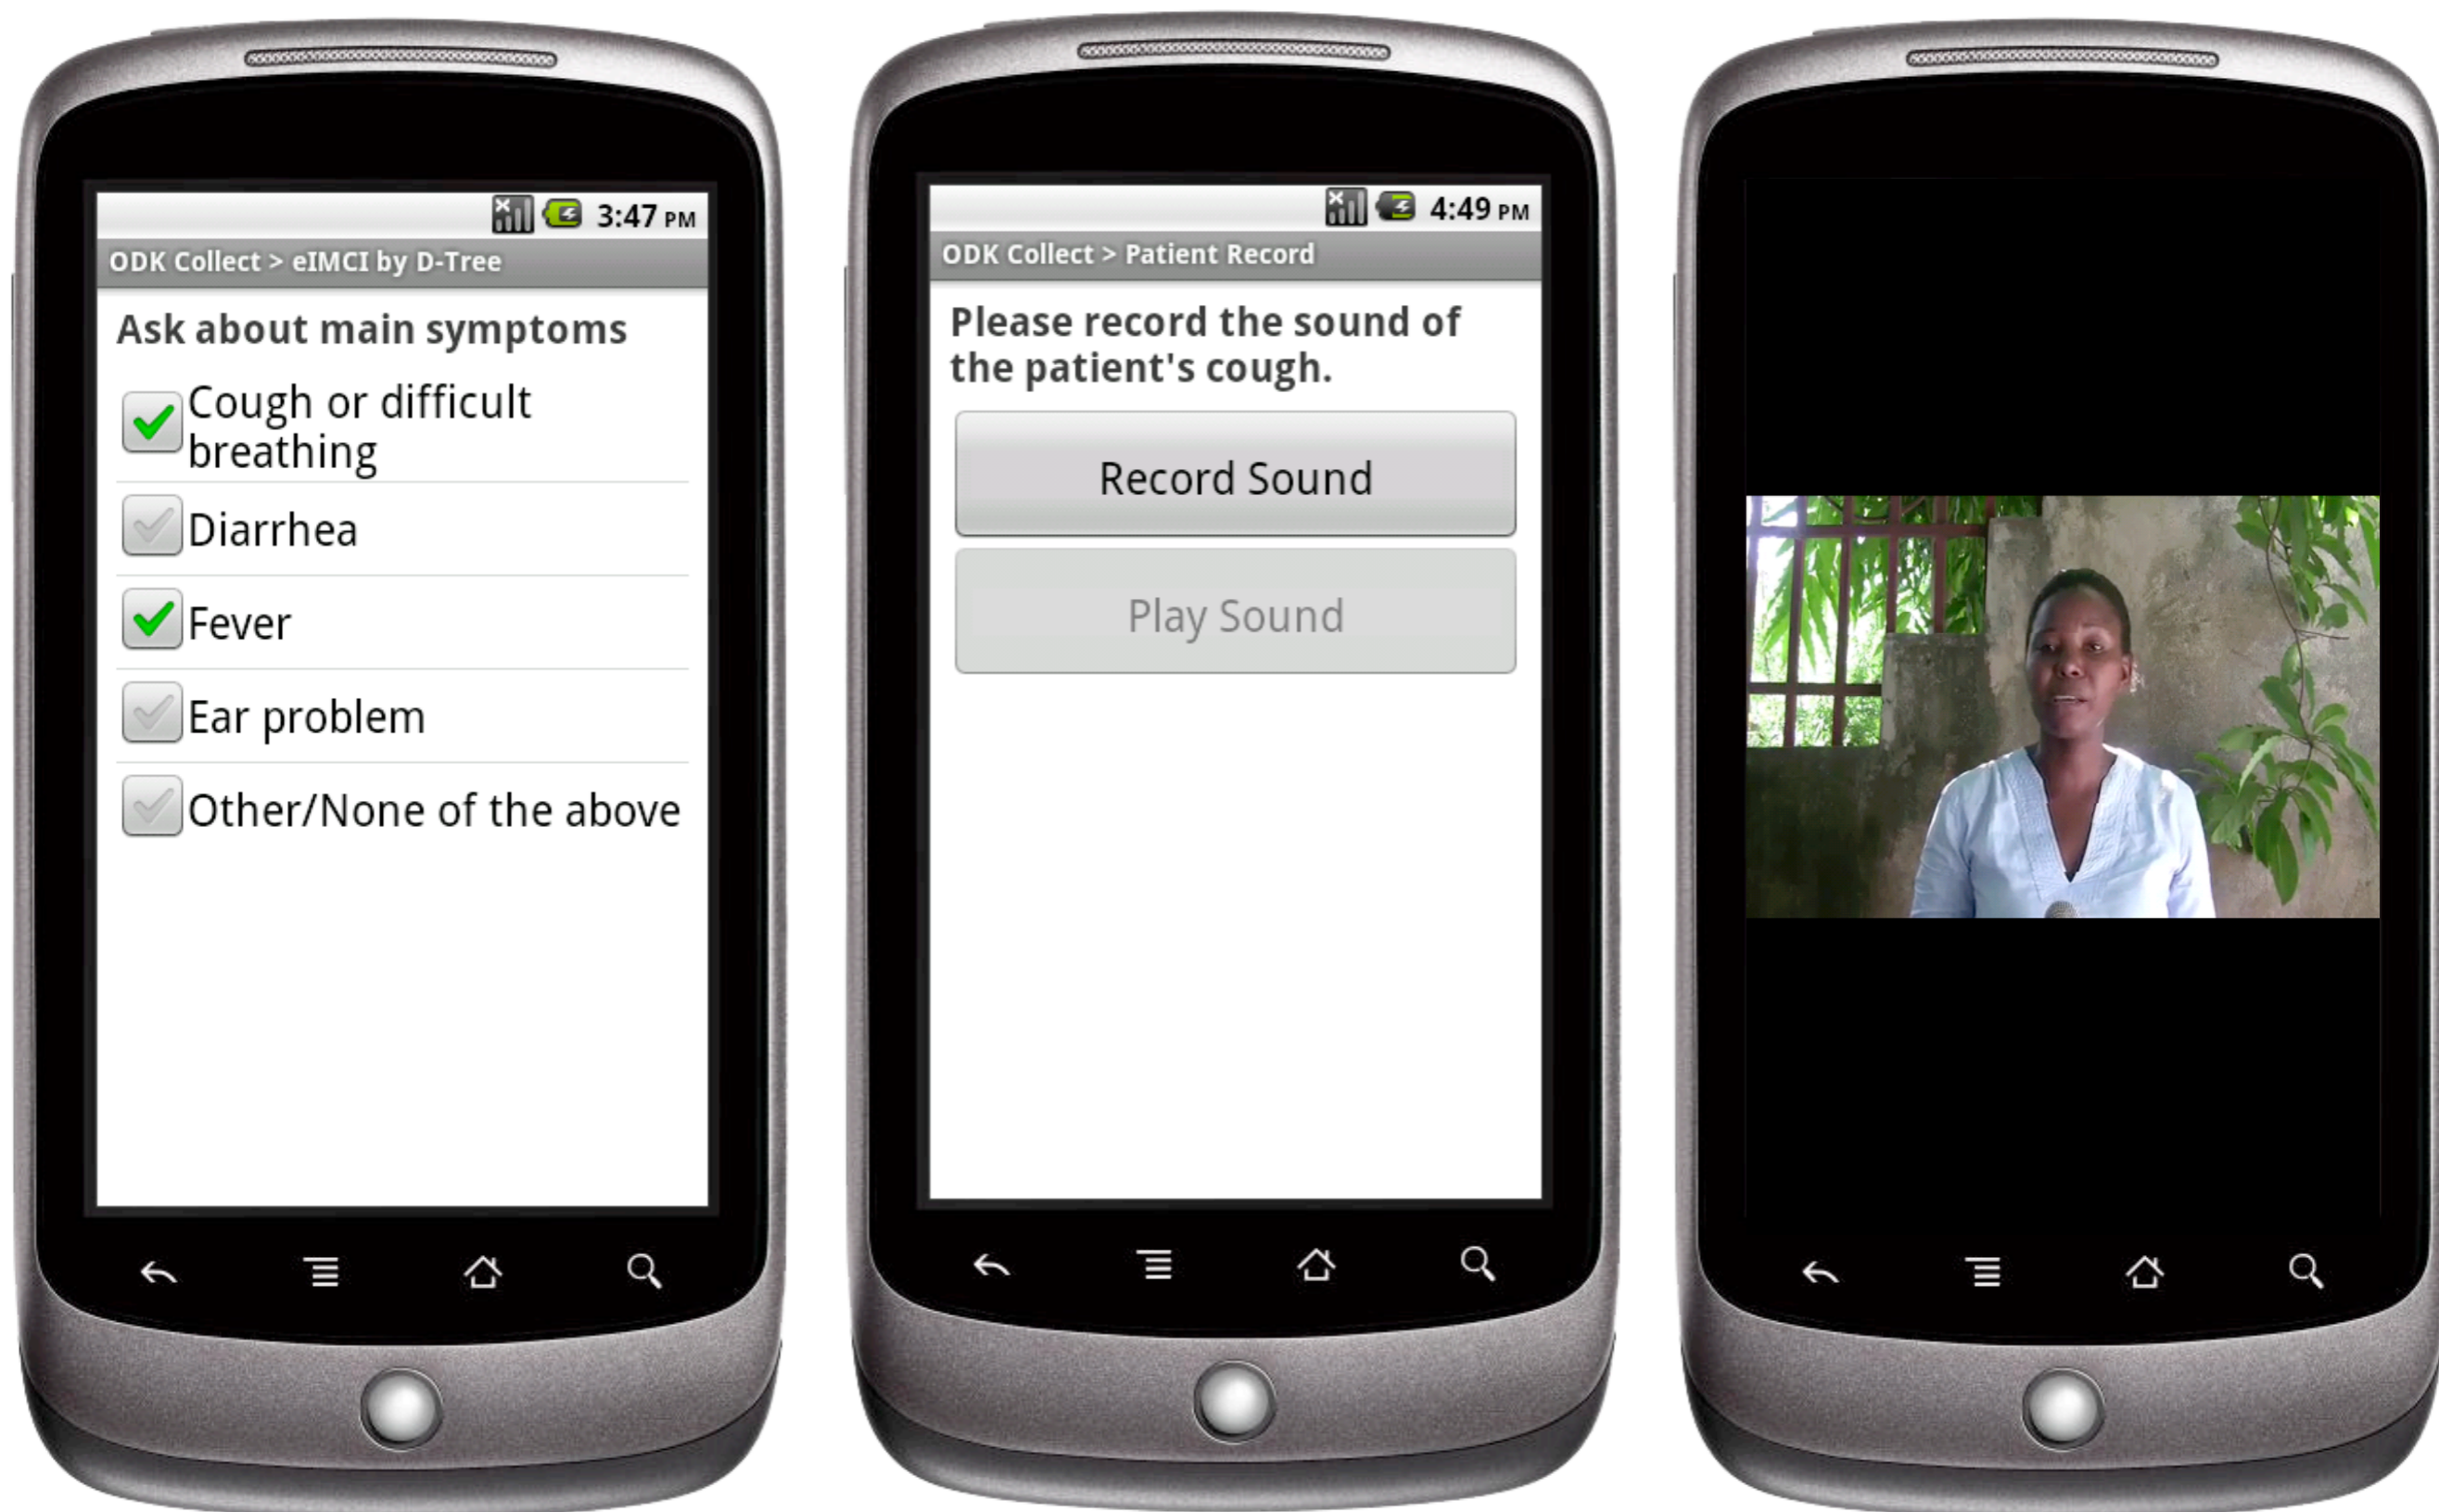 3:47 PM
ODK Collect > eIMCI by D-Tree
Ask about main symptoms
Cough or difficult
breathing
Diarrhea
Fever
Ear problem
Other/None of the above
4:49 PM
ODK Collect > Patient Record
Please record the sound of
the patient's cough.
Record Sound
Play Sound